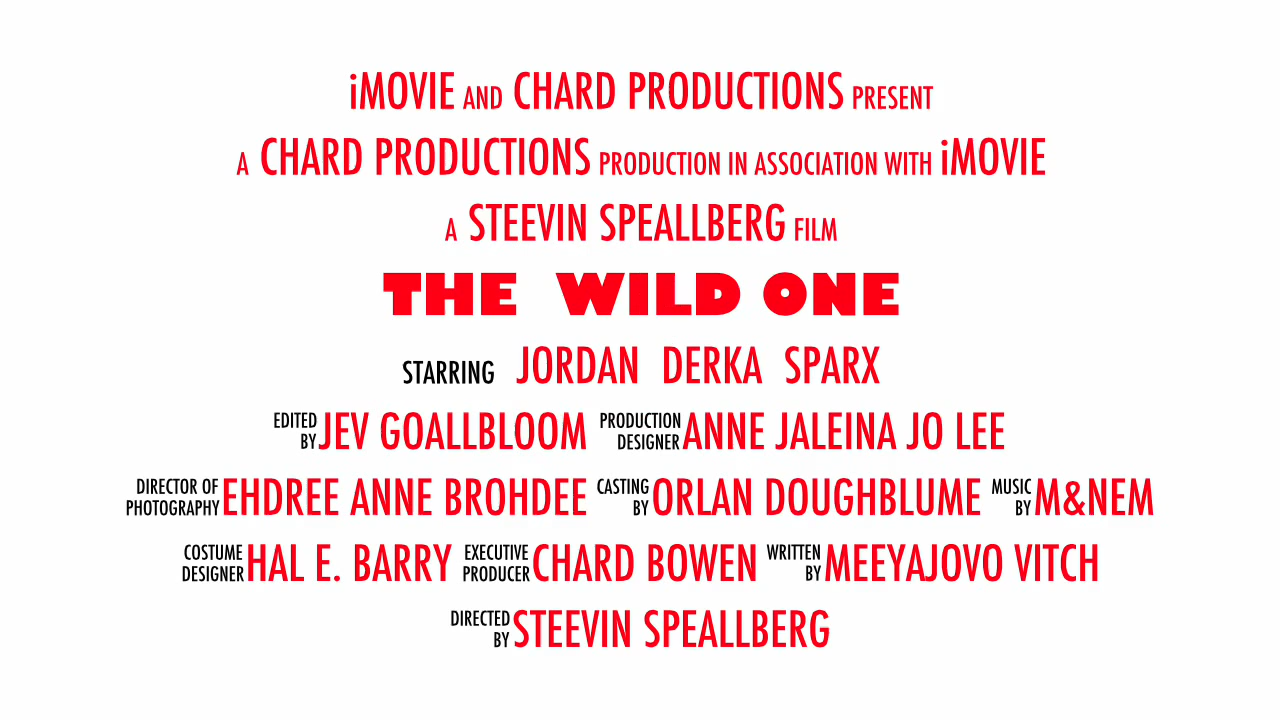 iMOVIE AND CHARD PRODUCTIONS PRESENT
A CHARD PRODUCTIONS PRODUCTION IN ASSOCIATION WITH iMOVIE
A STEEVIN SPEALLBERG FILM
THE WILD ONE
STARRING JORDAN DERKA SPARX
EDITED BY JEV GOALLBLOOM PRODUCTION DESIGNER ANNE JALEINA JO LEE
DIRECTOR OF PHOTOGRAPHY EHDREE ANNE BROHDEE CASTING BY ORLAN DOUGHBLUME MUSIC BY M&NEM
COSTUME DESIGNER HAL E. BARRY EXECUTIVE PRODUCER CHARD BOWEN WRITTEN BY MEEYAJOVO VITCH
DIRECTED BY STEEVIN SPEALLBERG